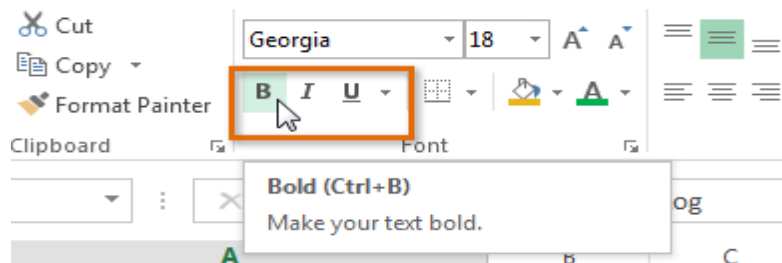 Cut
Georgia 18 A A
Copy
Format Painter
B I U A
Clipboard Font
Bold (Ctrl+B)
Make your text bold.
og
A B C